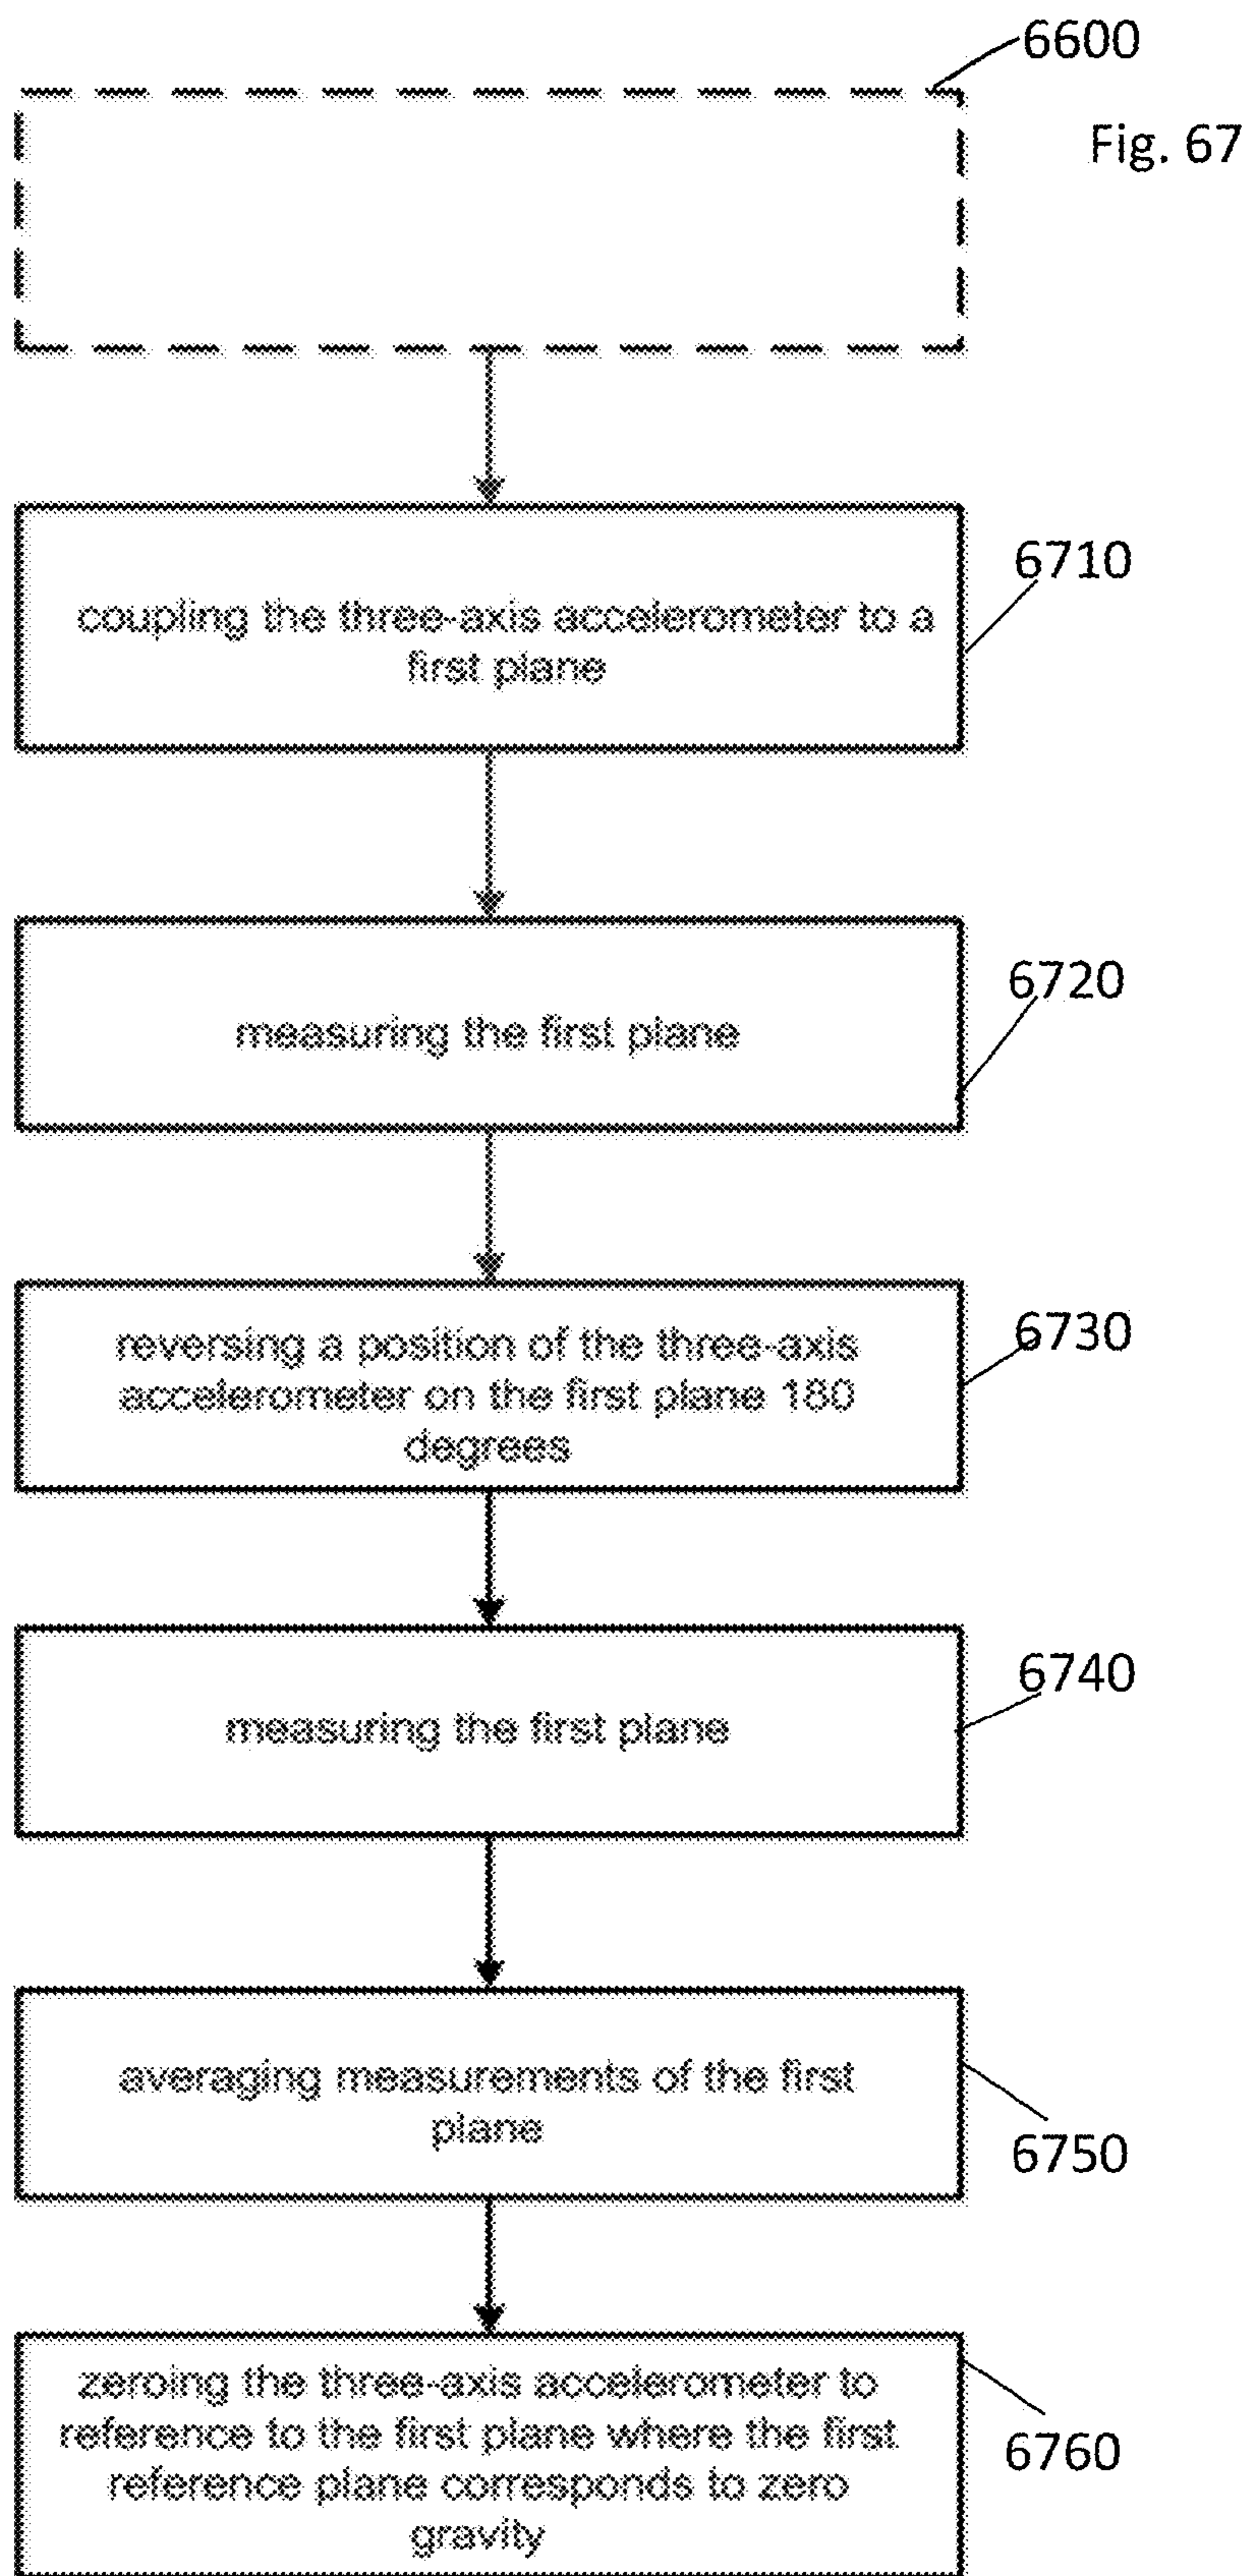 6600
Fig. 67
coupling the three-axis accelerometer to a
first plane
6710
measuring the first plane
6720
reversing a position of the three-axis
accelerometer on the first plane 180
degrees
6730
measuring the first plane
6740
averaging measurements of the first
plane
6750
zeroing the three-axis accelerometer to
reference to the first plane where the first
reference plane corresponds to zero
gravity
6760